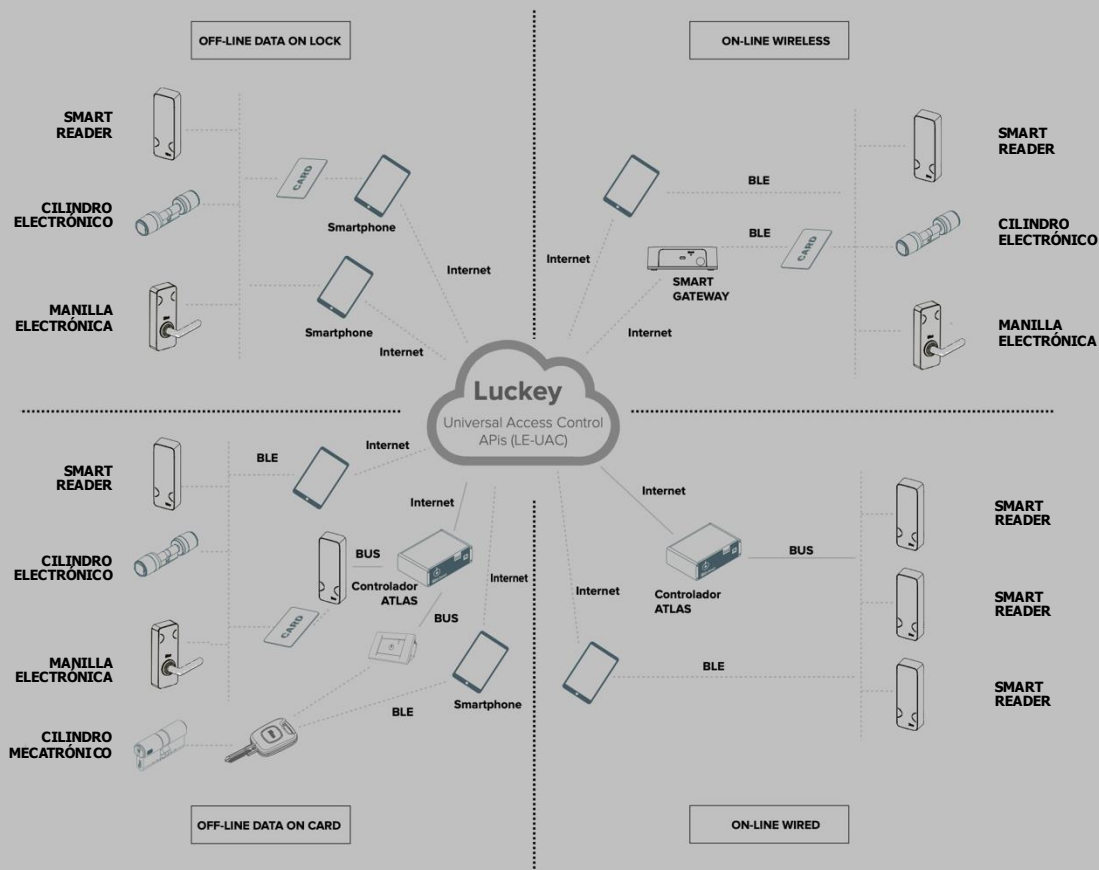 OFF-LINE DATA ON LOCK
SMART
READER
CARD
CILINDRO
ELECTRÓNICO
Smartphone
Internet
MANILLA
ELECTRÓNICA
Smartphone
Internet
ON-LINE WIRELESS
SMART
READER
BLE
BLE
CARD
CILINDRO
ELECTRÓNICO
Internet
SMART
GATEWAY
Internet
MANILLA
ELECTRÓNICA
Luckey
Universal Access Control
APis (LE-UAC)
SMART
READER
BLE
Internet
Internet
CILINDRO
ELECTRÓNICO
BUS
Controlador
ATLAS
Internet
CARD
BUS
MANILLA
ELECTRÓNICA
Smartphone
BLE
CILINDRO
MECATRÓNICO
OFF-LINE DATA ON CARD
Internet
SMART
READER
BUS
Internet
Controlador
ATLAS
SMART
READER
BLE
SMART
READER
ON-LINE WIRED